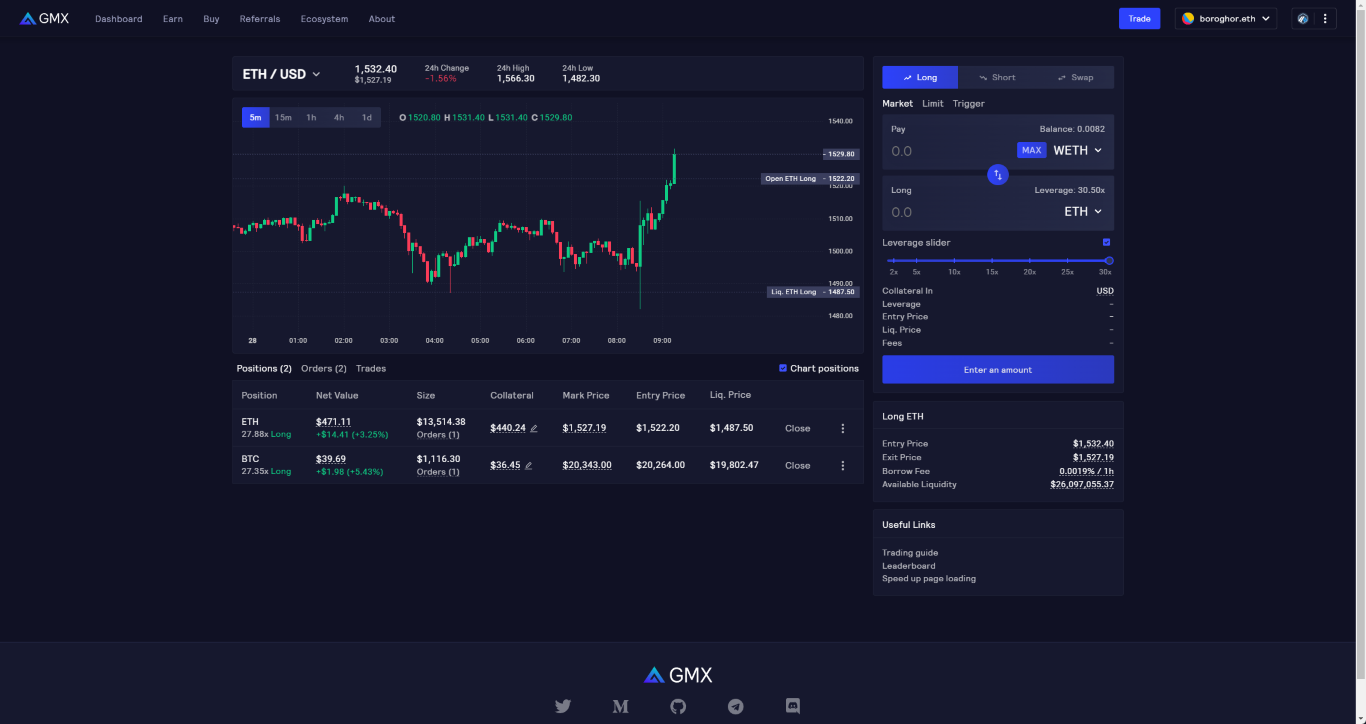 GMX Dashboard Earn Buy Referrals Ecosystem About Trade boroghor.eth
ETH / USD
1,532.40
$1,527.19
24h Change
-1.56%
24h High
1,566.30
24h Low
1,482.30
5m 15m 1h 4h 1d
O 1520.80 H 1531.40 L 1531.40 C 1529.80
1540.00
1529.80
Open ETH Long - 1522.20
1520.00
1510.00
1500.00
1490.00
Liq. ETH Long - 1487.50
1480.00
28 01:00 02:00 03:00 04:00 05:00 06:00 07:00 08:00 09:00
Positions (2) Orders (2) Trades Chart positions
Position Net Value Size Collateral Mark Price Entry Price Liq. Price
ETH $471.11 $13,514.38 $440.24 $1,527.19 $1,522.20 $1,487.50 Close
27.88x Long +$14.41 (+3.25%) Orders (1)
BTC $39.69 $1,116.30 $36.45 $20,343.00 $20,264.00 $19,802.47 Close
27.35x Long +$1.98 (+5.43%) Orders (1)
Long Short Swap
Market Limit Trigger
Pay Balance: 0.0082
0.0 MAX WETH
Long Leverage: 30.50x
0.0 ETH
Leverage slider
2x 5x 10x 15x 20x 25x 30x
Collateral In USD
Leverage -
Entry Price -
Liq. Price -
Fees -
Enter an amount
Long ETH
Entry Price $1,532.40
Exit Price $1,527.19
Borrow Fee 0.0019% / 1h
Available Liquidity $26,097,055.37
Useful Links
Trading guide
Leaderboard
Speed up page loading
GMX